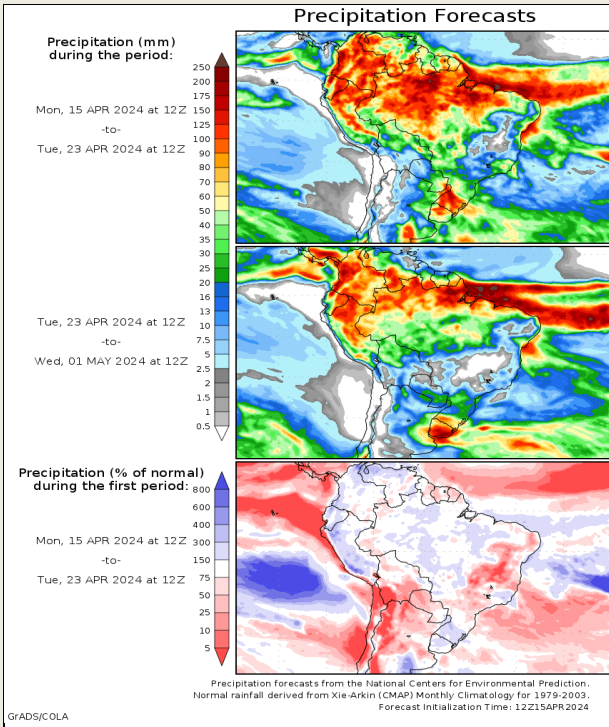 Precipitation Forecasts
Precipitation (mm)
during the period:
Mon, 15 APR 2024 at 12Z
-to-
Tue, 23 APR 2024 at 12Z
250
200
175
150
125
100
90
80
70
60
50
40
35
30
25
20
16
13
10
7.5
5
2.5
2
1.5
1
0.5
Tue, 23 APR 2024 at 12Z
-to-
Wed, 01 MAY 2024 at 12Z
Precipitation (% of normal)
during the first period:
Mon, 15 APR 2024 at 12Z
-to-
Tue, 23 APR 2024 at 12Z
800
600
400
300
150
75
50
25
10
5
Precipitation forecasts from the National Centers for Environmental Prediction.
Normal rainfall derived from Xie-Arkin (CMAP) Monthly Climatology for 1979-2003.
Forecast Initialization Time: 12Z15APR2024
GrADS/COLA